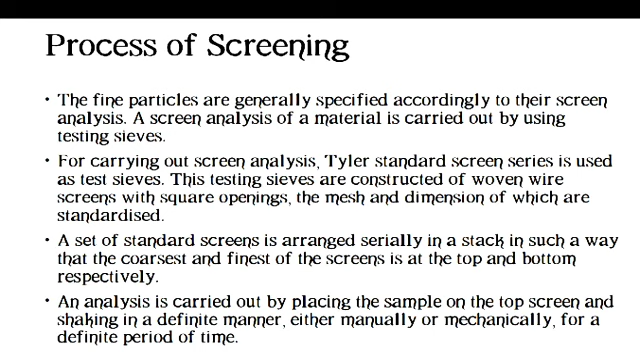 Process of Screening
• The fine particles are generally specified accordingly to their screen
analysis. A screen analysis of a material is carried out by using
testing sieves.
• For carrying out screen analysis, Tyler standard screen series is used
as test sieves. This testing sieves are constructed of woven wire
screens with square openings, the mesh and dimension of which are
standardised.
• A set of standard screens is arranged serially in a stack in such a way
that the coarsest and finest of the screens is at the top and bottom
respectively.
• An analysis is carried out by placing the sample on the top screen and
shaking in a definite manner, either manually or mechanically, for a
definite period of time.